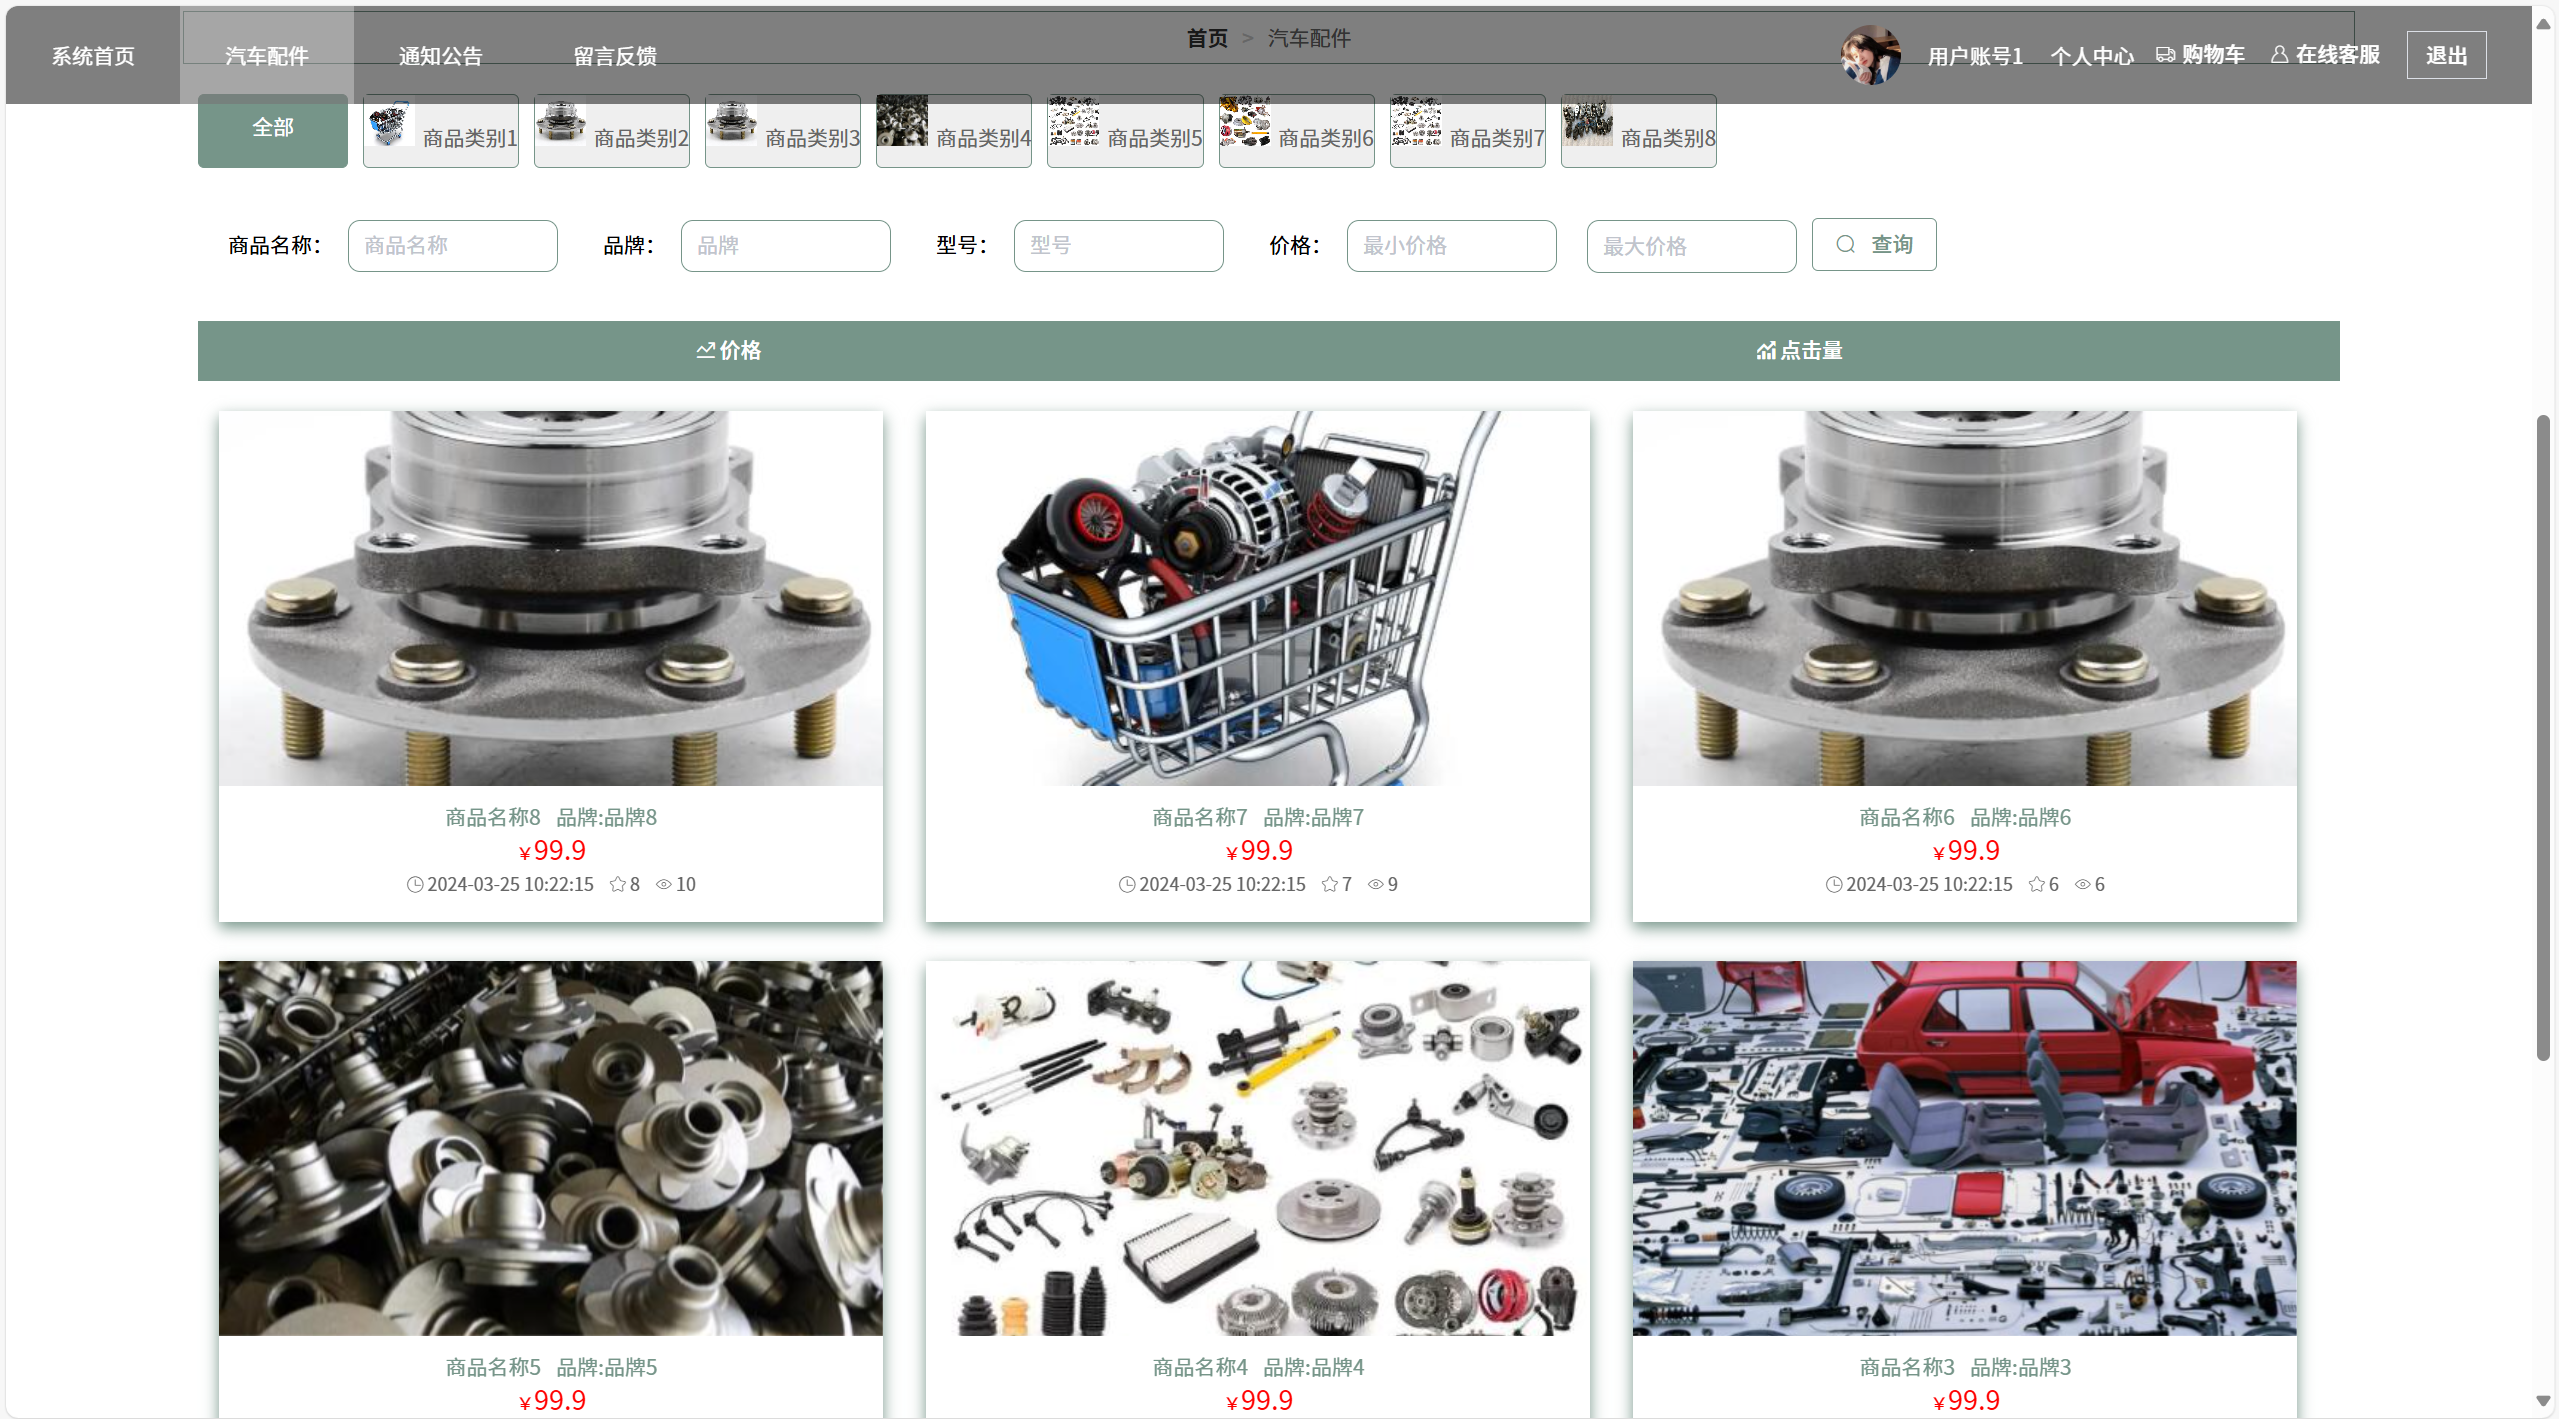 系统首页 汽车配件 通知公告 留言反馈 首页 > 汽车配件 用户账号1 个人中心 购物车 在线客服 退出
全部 商品类别1 商品类别2 商品类别3 商品类别4 商品类别5 商品类别6 商品类别7 商品类别8
商品名称： 商品名称 品牌： 品牌 型号： 型号 价格： 最小价格 最大价格 查询
价格 点击量
商品名称8 品牌:品牌8
¥99.9
2024-03-25 10:22:15 8 10
商品名称7 品牌:品牌7
¥99.9
2024-03-25 10:22:15 7 9
商品名称6 品牌:品牌6
¥99.9
2024-03-25 10:22:15 6 6
商品名称5 品牌:品牌5
¥99.9
商品名称4 品牌:品牌4
¥99.9
商品名称3 品牌:品牌3
¥99.9